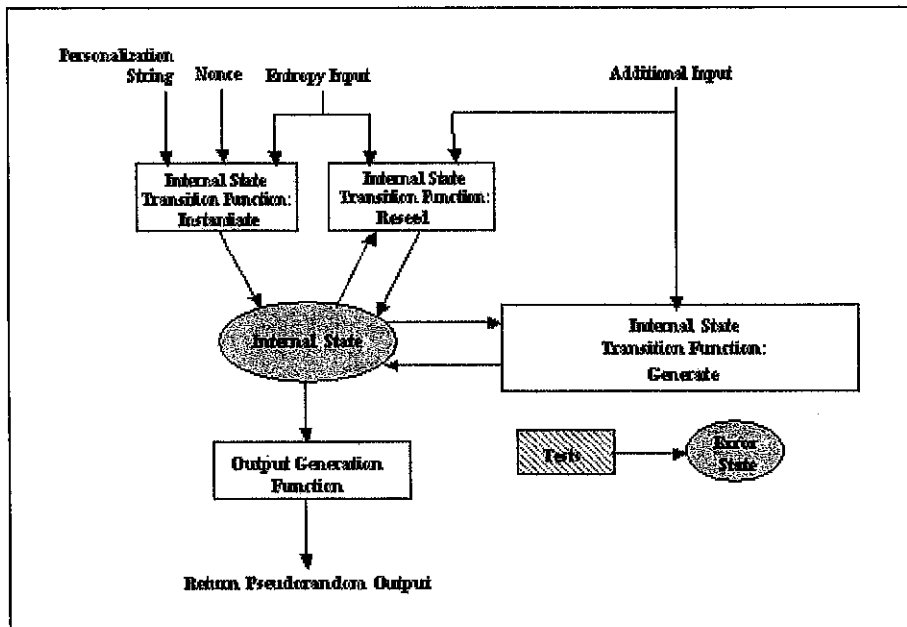 Personalization
String
Nonce
Entropy Input
Additional Input
Internal State
Transition Function:
Instantiate
Internal State
Transition Function:
Reseed
Internal State
Internal State
Transition Function:
Generate
Output Generation
Function
Tests
Error
State
Return Pseudorandom Output